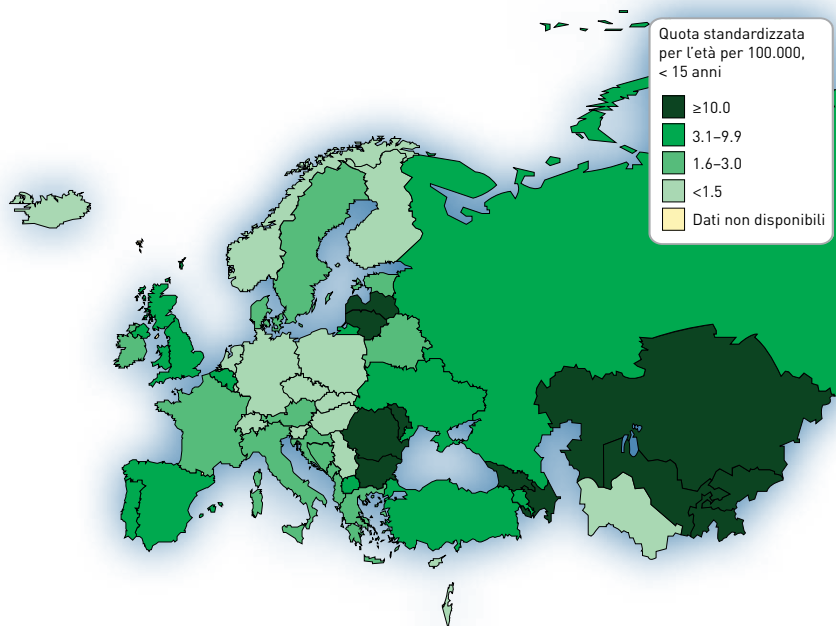 Quota standardizzata
per l'età per 100.000,
< 15 anni
≥10.0
3.1–9.9
1.6–3.0
<1.5
Dati non disponibili